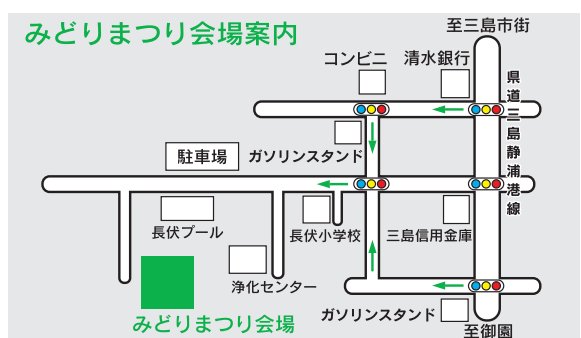 みどりまつり会場案内
至三島市街
コンビニ
清水銀行
県道三島静浦港線
ガソリンスタンド
駐車場
長伏プール
長伏小学校
三島信用金庫
浄化センター
みどりまつり会場
ガソリンスタンド
至御園